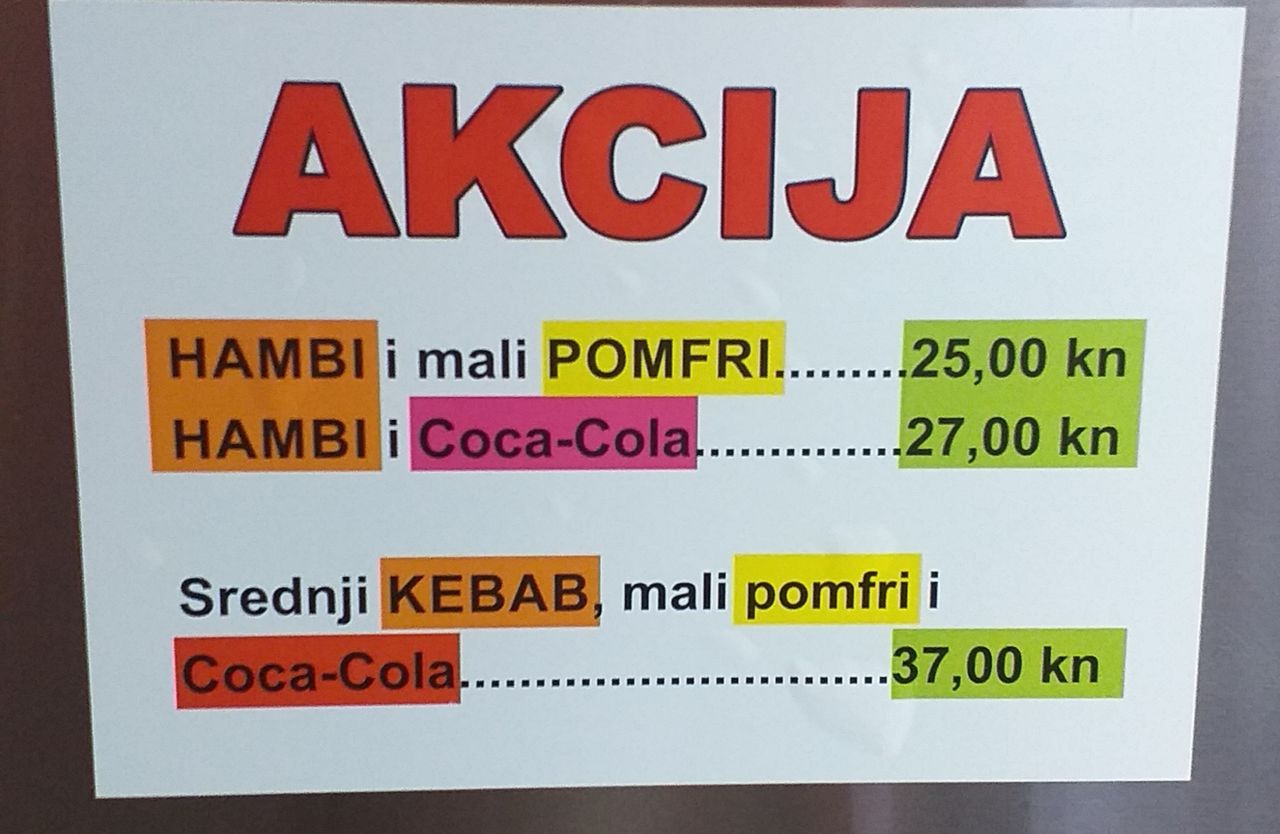 AKCIJA
HAMBI i mali POMFRI.........25,00 kn
HAMBI i Coca-Cola..............27,00 kn
Srednji KEBAB, mali pomfri i
Coca-Cola.............................37,00 kn